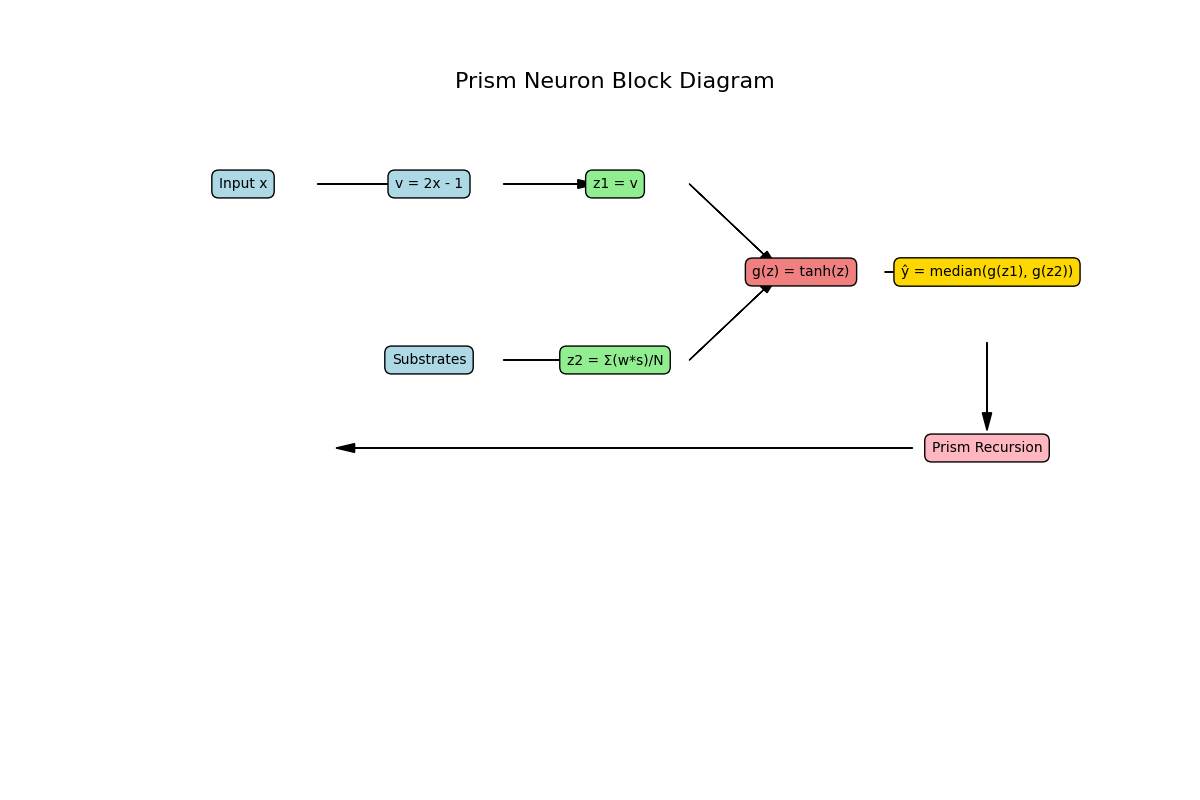 Prism Neuron Block Diagram
Input x
v = 2x - 1
z1 = v
g(z) = tanh(z)
ŷ = median(g(z1), g(z2))
Substrates
z2 = Σ(w*s)/N
Prism Recursion